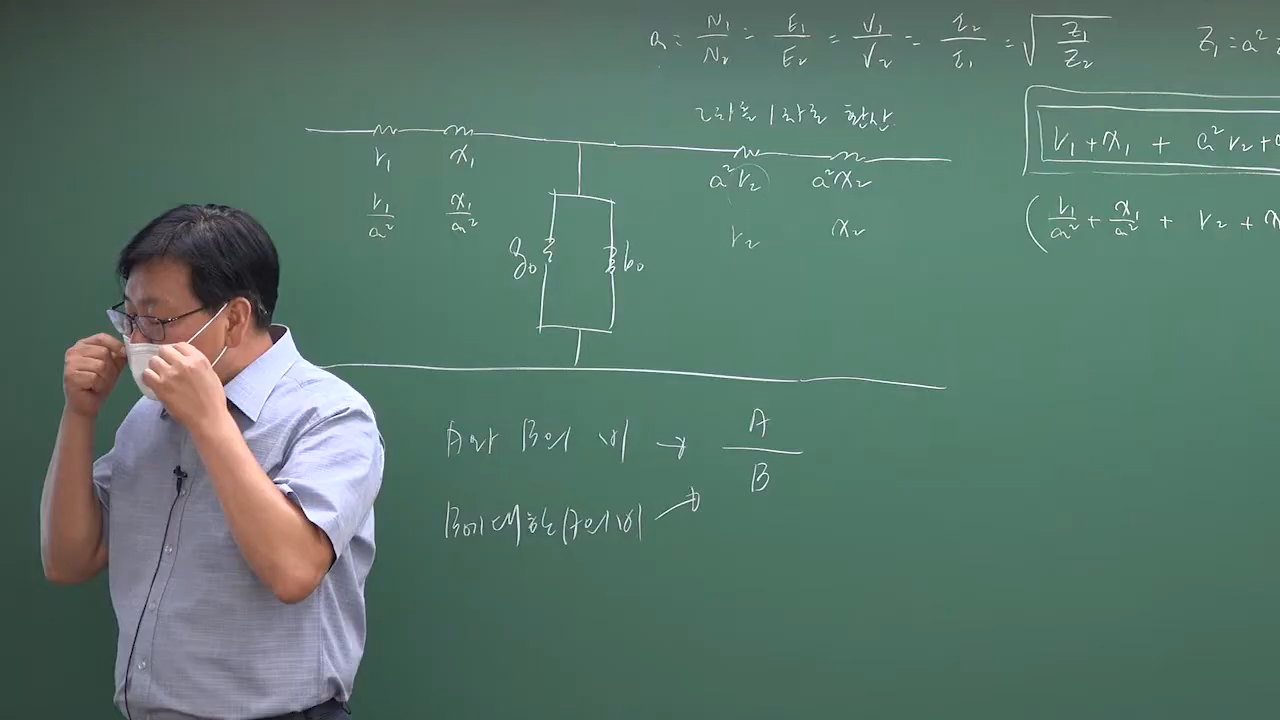 a = N₁/N₂ = E₁/E₂ = V₁/V₂ = I₂/I₁ = √(Z₁/Z₂)
Z₁ = a²
2차를 1차로 환산
r₁ + x₁ + a²r₂ +
r₁ x₁ a²r₂ a²x₂
r₁/a² x₁/a² r₂ x₂
(r₁/a² + x₁/a² + r₂ +
g₀ b₀
A와 B의 비 → A/B
B에 대한 A의 비 →